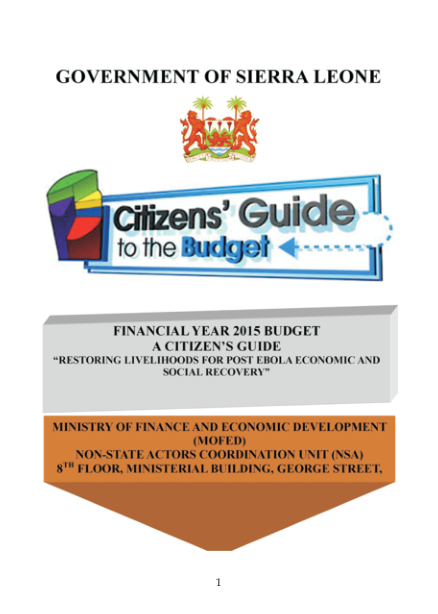 GOVERNMENT OF SIERRA LEONE
Citizens' Guide
to the Budget
FINANCIAL YEAR 2015 BUDGET
A CITIZEN'S GUIDE
“RESTORING LIVELIHOODS FOR POST EBOLA ECONOMIC AND
SOCIAL RECOVERY”
MINISTRY OF FINANCE AND ECONOMIC DEVELOPMENT
(MOFED)
NON-STATE ACTORS COORDINATION UNIT (NSA)
8TH FLOOR, MINISTERIAL BUILDING, GEORGE STREET,
1